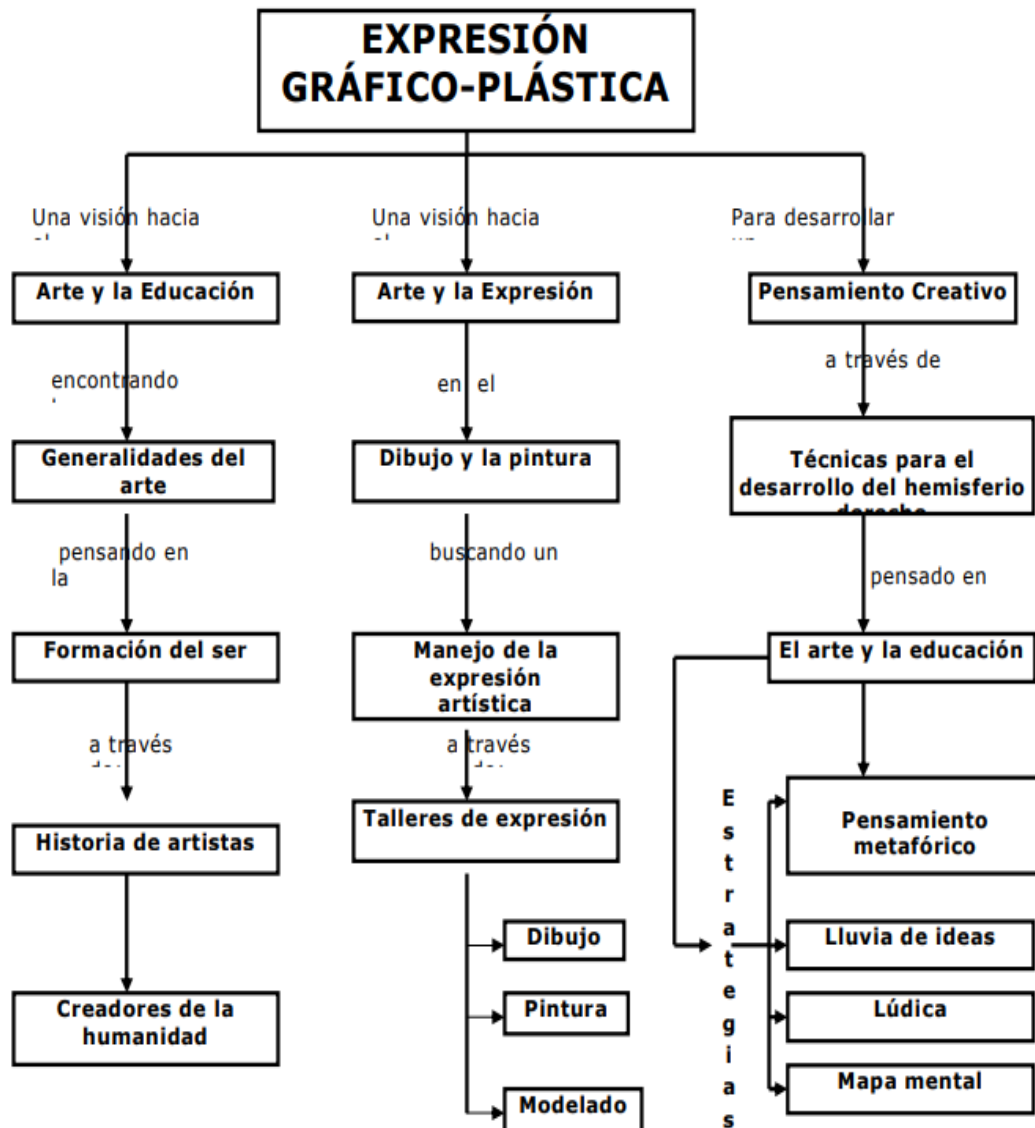 EXPRESIÓN
GRÁFICO-PLÁSTICA
Una visión hacia
Una visión hacia
Para desarrollar
Arte y la Educación
Arte y la Expresión
Pensamiento Creativo
encontrando
en el
a través de
Generalidades del
arte
Dibujo y la pintura
Técnicas para el
desarrollo del hemisferio
derecho
pensando en
la
buscando un
pensado en
Formación del ser
Manejo de la
expresión
artística
El arte y la educación
a través
a través
Historia de artistas
Talleres de expresión
Estrategias
Pensamiento
metafórico
Dibujo
Lluvia de ideas
Creadores de la
humanidad
Pintura
Lúdica
Modelado
Mapa mental